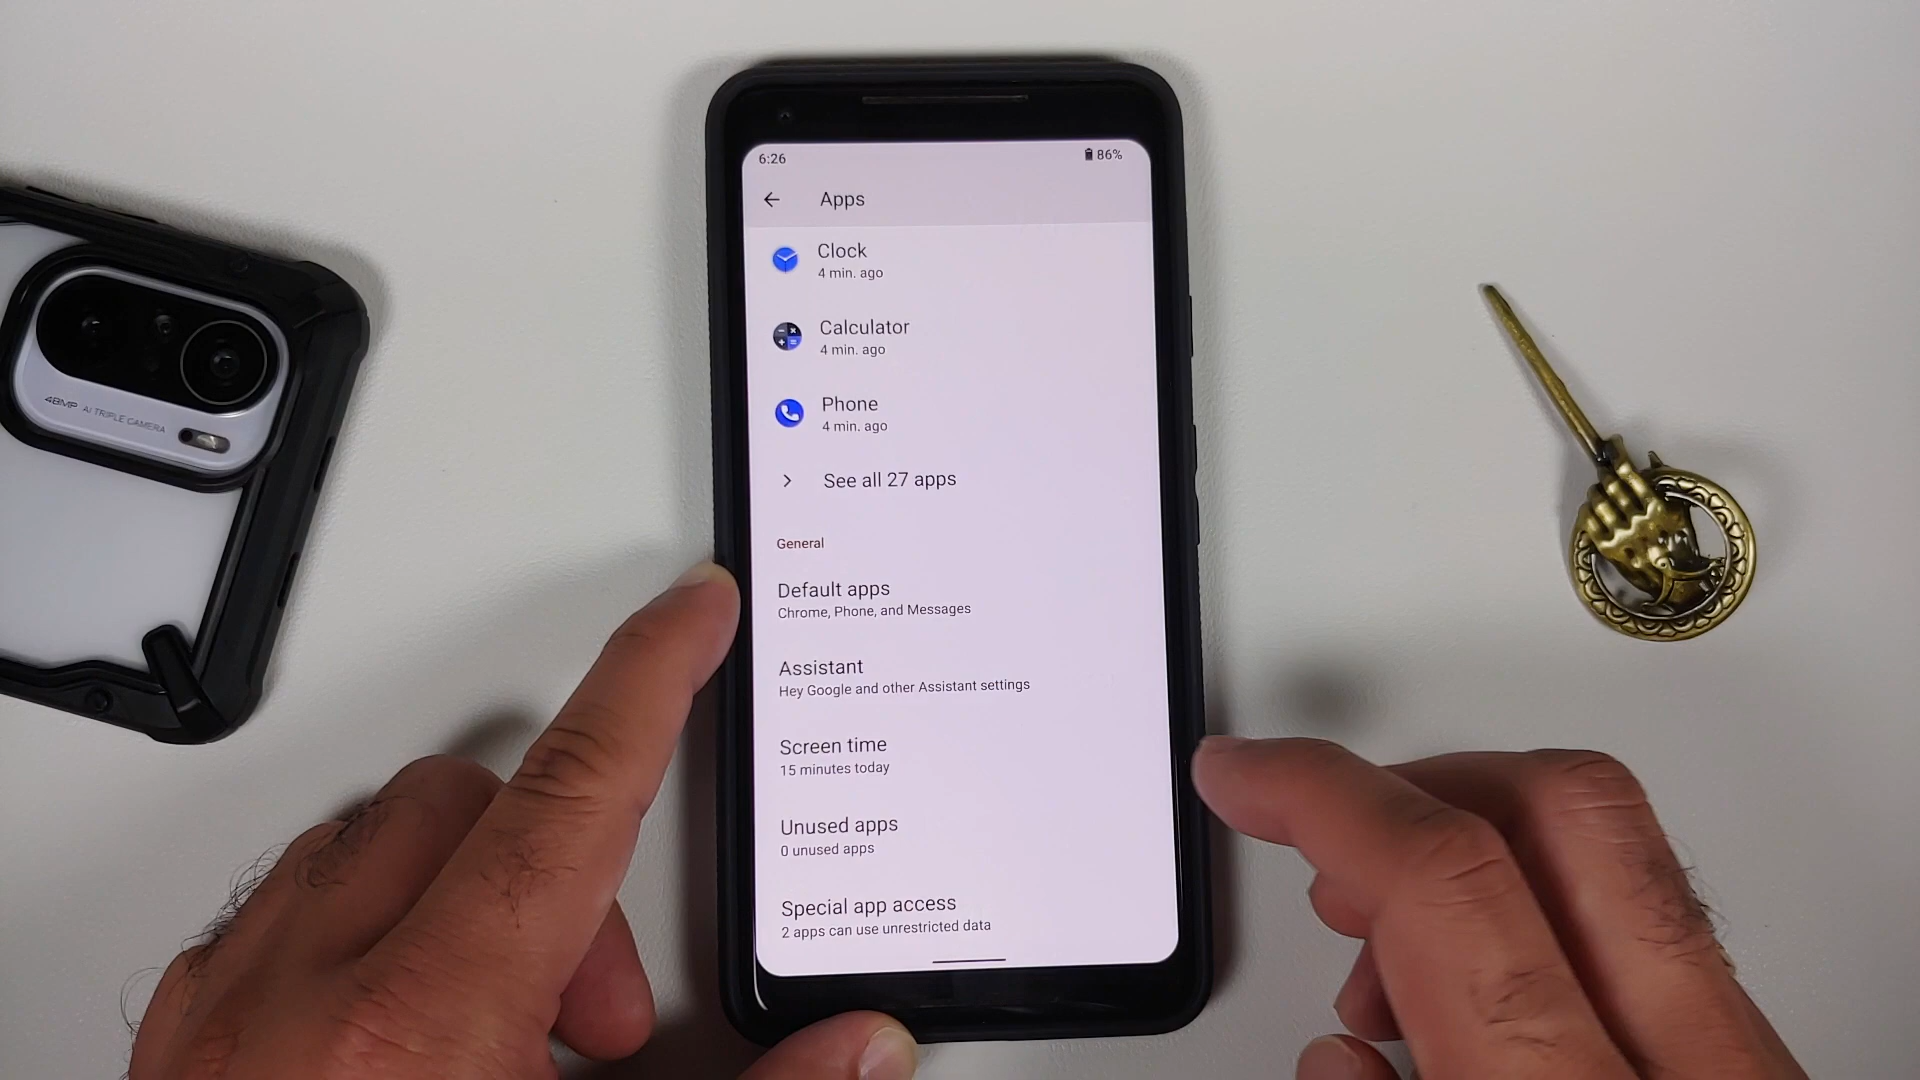 6:26
86%
Apps
Clock
4 min. ago
Calculator
4 min. ago
Phone
4 min. ago
See all 27 apps
General
Default apps
Chrome, Phone, and Messages
Assistant
Hey Google and other Assistant settings
Screen time
15 minutes today
Unused apps
0 unused apps
Special app access
2 apps can use unrestricted data
48MP AI TRIPLE CAMERA